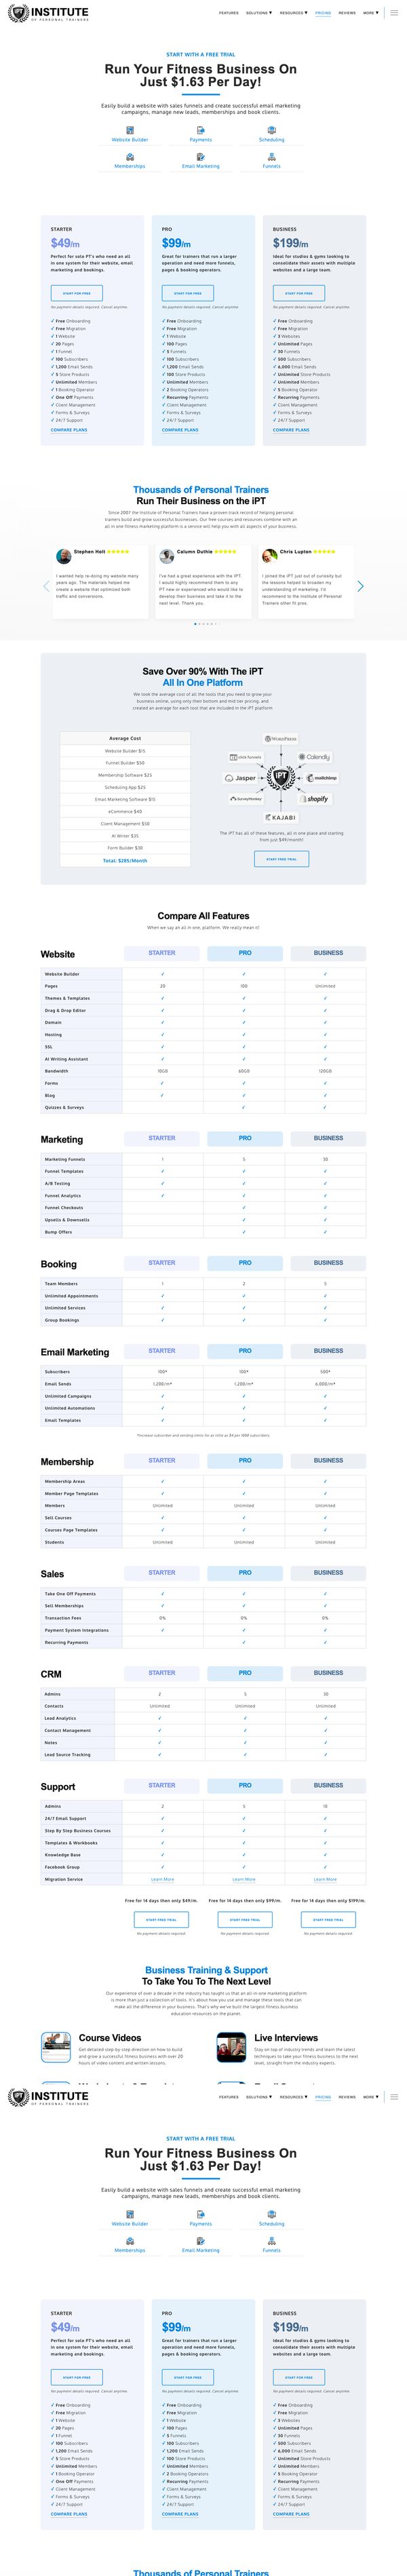 INSTITUTE
OF PERSONAL TRAINERS
FEATURES SOLUTIONS ▼ RESOURCES ▼ PRICING REVIEWS MORE ▼
START WITH A FREE TRIAL
Run Your Fitness Business On
Just $1.63 Per Day!
Easily build a website with sales funnels and create successful email marketing
campaigns, manage new leads, memberships and book clients.
Website Builder Payments Scheduling
Memberships Email Marketing Funnels
STARTER
$49/m
Perfect for solo PT's who need all
in one system for their website, email
marketing and bookings.
START FOR FREE
No payment details required. Cancel anytime.
✓ Free Onboarding
✓ Free Migration
✓ 1 Website
✓ 20 Pages
✓ 1 Funnel
✓ 100 Subscribers
✓ 1,200 Email Sends
✓ 5 Store Products
✓ Unlimited Members
✓ 1 Booking Operator
✓ One Off Payments
✓ Client Management
✓ Forms & Surveys
✓ 24/7 Support
COMPARE PLANS
PRO
$99/m
Great for trainers that run a larger
operation and need more funnels,
pages & booking operators.
START FOR FREE
No payment details required. Cancel anytime.
✓ Free Onboarding
✓ Free Migration
✓ 1 Website
✓ 100 Pages
✓ 5 Funnels
✓ 100 Subscribers
✓ 1,200 Email Sends
✓ 100 Store Products
✓ Unlimited Members
✓ 2 Booking Operators
✓ Recurring Payments
✓ Client Management
✓ Forms & Surveys
✓ 24/7 Support
COMPARE PLANS
BUSINESS
$199/m
Ideal for studios & gyms looking to
consolidate their assets with multiple
websites and a large team.
START FOR FREE
No payment details required. Cancel anytime.
✓ Free Onboarding
✓ Free Migration
✓ 3 Websites
✓ Unlimited Pages
✓ 30 Funnels
✓ 500 Subscribers
✓ 6,000 Email Sends
✓ Unlimited Store Products
✓ Unlimited Members
✓ 5 Booking Operator
✓ Recurring Payments
✓ Client Management
✓ Forms & Surveys
✓ 24/7 Support
COMPARE PLANS
Thousands of Personal Trainers
Run Their Business on the iPT
Since 2007 the Institute of Personal Trainers have a proven track record of helping personal
trainers build and grow successful businesses. Our free courses and resources combine with an
all in one fitness marketing platform is a service will help you with all aspects of your business.
Stephen Holt
I wanted help re-doing my website many
years ago. The materials helped me
create a website that optimized both
traffic and conversions.
Calumn Duthie
I've had a great experience with the IPT.
I would highly recommend them to any
PT new or experienced who would like to
develop their business and take it to the
next level. Thank you.
Chris Lupton
I joined the IPT just out of curiosity but
the lessons helped to broaden my
understanding of marketing. I'd
recommend to the Institute of Personal
Trainers other fit pros.
Save Over 90% With The iPT
All In One Platform
We took the average cost of all the tools that you need to grow your
business online, using only their bottom and mid tier pricing, and
created an average for each tool that are included in the iPT platform.
Average Cost
Website Builder $15
Funnel Builder $50
Membership Software $25
Scheduling App $25
Email Marketing Software $15
eCommerce $40
Client Management $50
AI Writer $35
Form Builder $30
Total: $285/Month
WordPress
click funnels
Calendly
Jasper
IPT
mailchimp
SurveyMonkey
shopify
KAJABI
The IPT has all of these features, all in one place and starting
from just $49/month!
START FREE TRIAL
Compare All Features
When we say an all in one, platform. We really mean it!
Website STARTER PRO BUSINESS
Website Builder ✓ ✓ ✓
Pages 20 100 Unlimited
Themes & Templates ✓ ✓ ✓
Drag & Drop Editor ✓ ✓ ✓
Domain ✓ ✓ ✓
Hosting ✓ ✓ ✓
SSL ✓ ✓ ✓
AI Writing Assistant ✓ ✓ ✓
Bandwidth 10GB 60GB 120GB
Forms ✓ ✓ ✓
Blog ✓ ✓ ✓
Quizzes & Surveys ✓ ✓
Marketing STARTER PRO BUSINESS
Marketing Funnels 1 5 30
Funnel Templates ✓ ✓ ✓
A/B Testing ✓ ✓ ✓
Funnel Analytics ✓ ✓ ✓
Funnel Checkouts ✓ ✓
Upsells & Downsells ✓ ✓
Bump Offers ✓ ✓
Booking STARTER PRO BUSINESS
Team Members 1 2 5
Unlimited Appointments ✓ ✓ ✓
Unlimited Services ✓ ✓ ✓
Group Bookings ✓ ✓ ✓
Email Marketing STARTER PRO BUSINESS
Subscribers 100* 100* 500*
Email Sends 1,200/m* 1,200/m* 6,000/m*
Unlimited Campaigns ✓ ✓ ✓
Unlimited Automations ✓ ✓ ✓
Email Templates ✓ ✓ ✓
*Increase subscriber and sending limits for as little as $4 per 1000 subscribers.
Membership STARTER PRO BUSINESS
Membership Areas ✓ ✓ ✓
Member Page Templates ✓ ✓ ✓
Members Unlimited Unlimited Unlimited
Sell Courses ✓ ✓ ✓
Courses Page Templates ✓ ✓ ✓
Students Unlimited Unlimited Unlimited
Sales STARTER PRO BUSINESS
Take One Off Payments ✓ ✓ ✓
Sell Memberships ✓ ✓ ✓
Transaction Fees 0% 0% 0%
Payment System Integrations ✓ ✓ ✓
Recurring Payments ✓ ✓
CRM STARTER PRO BUSINESS
Admins 2 5 30
Contacts Unlimited Unlimited Unlimited
Lead Analytics ✓ ✓ ✓
Contact Management ✓ ✓ ✓
Notes ✓ ✓ ✓
Lead Source Tracking ✓ ✓ ✓
Support STARTER PRO BUSINESS
Admins 2 5 10
24/7 Email Support ✓ ✓ ✓
Step By Step Business Courses ✓ ✓ ✓
Templates & Workbooks ✓ ✓ ✓
Knowledge Base ✓ ✓ ✓
Facebook Group ✓ ✓ ✓
Migration Service Learn More Learn More Learn More
Free for 14 days then only $49/m. Free for 14 days then only $99/m. Free for 14 days then only $199/m.
START FREE TRIAL START FREE TRIAL START FREE TRIAL
No payment details required No payment details required No payment details required
Business Training & Support
To Take You To The Next Level
Our experience of over a decade in the industry has taught us that an all-in-one marketing platform
is more than just a collection of tools. It's about how you use and manage these tools that can
make all the difference in your business. That's why we've built the largest fitness business
education resources on the planet.
Course Videos
Get detailed step-by-step direction on how to build
and grow a successful fitness business with over 20
hours of video content and written lessons.
Live Interviews
Stay on top of industry trends and learn the latest
techniques to take your fitness business to the next
level, straight from the industry experts.
INSTITUTE
OF PERSONAL TRAINERS
FEATURES SOLUTIONS ▼ RESOURCES ▼ PRICING REVIEWS MORE ▼
START WITH A FREE TRIAL
Run Your Fitness Business On
Just $1.63 Per Day!
Easily build a website with sales funnels and create successful email marketing
campaigns, manage new leads, memberships and book clients.
Website Builder Payments Scheduling
Memberships Email Marketing Funnels
STARTER
$49/m
Perfect for solo PT's who need all
in one system for their website, email
marketing and bookings.
START FOR FREE
No payment details required. Cancel anytime.
✓ Free Onboarding
✓ Free Migration
✓ 1 Website
✓ 20 Pages
✓ 1 Funnel
✓ 100 Subscribers
✓ 1,200 Email Sends
✓ 5 Store Products
✓ Unlimited Members
✓ 1 Booking Operator
✓ One Off Payments
✓ Client Management
✓ Forms & Surveys
✓ 24/7 Support
COMPARE PLANS
PRO
$99/m
Great for trainers that run a larger
operation and need more funnels,
pages & booking operators.
START FOR FREE
No payment details required. Cancel anytime.
✓ Free Onboarding
✓ Free Migration
✓ 1 Website
✓ 100 Pages
✓ 5 Funnels
✓ 100 Subscribers
✓ 1,200 Email Sends
✓ 100 Store Products
✓ Unlimited Members
✓ 2 Booking Operators
✓ Recurring Payments
✓ Client Management
✓ Forms & Surveys
✓ 24/7 Support
COMPARE PLANS
BUSINESS
$199/m
Ideal for studios & gyms looking to
consolidate their assets with multiple
websites and a large team.
START FOR FREE
No payment details required. Cancel anytime.
✓ Free Onboarding
✓ Free Migration
✓ 3 Websites
✓ Unlimited Pages
✓ 30 Funnels
✓ 500 Subscribers
✓ 6,000 Email Sends
✓ Unlimited Store Products
✓ Unlimited Members
✓ 5 Booking Operator
✓ Recurring Payments
✓ Client Management
✓ Forms & Surveys
✓ 24/7 Support
COMPARE PLANS
Thousands of Personal Trainers